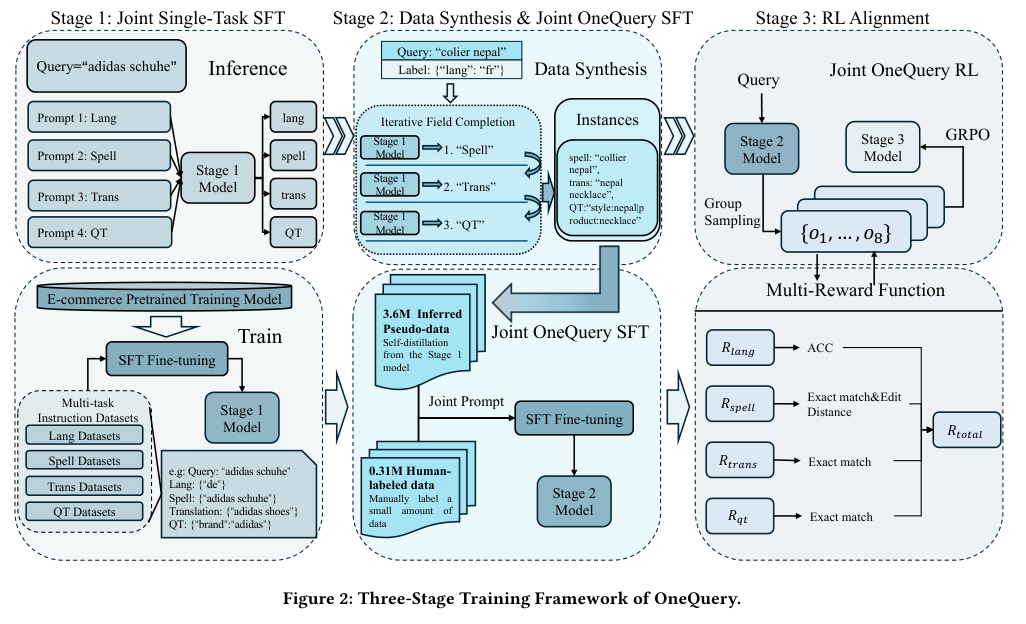 Stage 1: Joint Single-Task SFT
Query=“adidas schuhe”
Inference
Prompt 1: Lang
Prompt 2: Spell
Prompt 3: Trans
Prompt 4: QT
Stage 1
Model
lang
spell
trans
QT
E-commerce Pretrained Training Model
Train
SFT Fine-tuning
Stage 1
Model
Multi-task
Instruction Datasets
Lang Datasets
Spell Datasets
Trans Datasets
QT Datasets
e.g: Query: "adidas schuhe"
Lang: {"de"}
Spell: {"adidas schuhe"}
Translation: {"adidas shoes"}
QT: {"brand":"adidas"}
Stage 2: Data Synthesis & Joint OneQuery SFT
Query: “colier nepal”
Label: {“lang”: “fr”}
Data Synthesis
Iterative Field Completion
Stage 1
Model
1. “Spell”
Stage 1
Model
2. “Trans”
Stage 1
Model
3. “QT”
Instances
spell: “collier
nepal”,
trans: “nepal
necklace”,
QT:“style:nepal|p
roduct:necklace”
3.6M Inferred
Pseudo-data
Self-distillation
from the Stage 1
model
Joint OneQuery SFT
Joint Prompt
SFT Fine-tuning
0.31M Human-
labeled data
Manually label a
small amount of
data
Stage 2
Model
Stage 3: RL Alignment
Joint OneQuery RL
Query
Stage 2
Model
Stage 3
Model
GRPO
Group
Sampling
{o₁, ..., o₈}
Multi-Reward Function
R_lang
ACC
R_spell
Exact match&Edit
Distance
R_trans
Exact match
R_qt
Exact match
R_total
Figure 2: Three-Stage Training Framework of OneQuery.